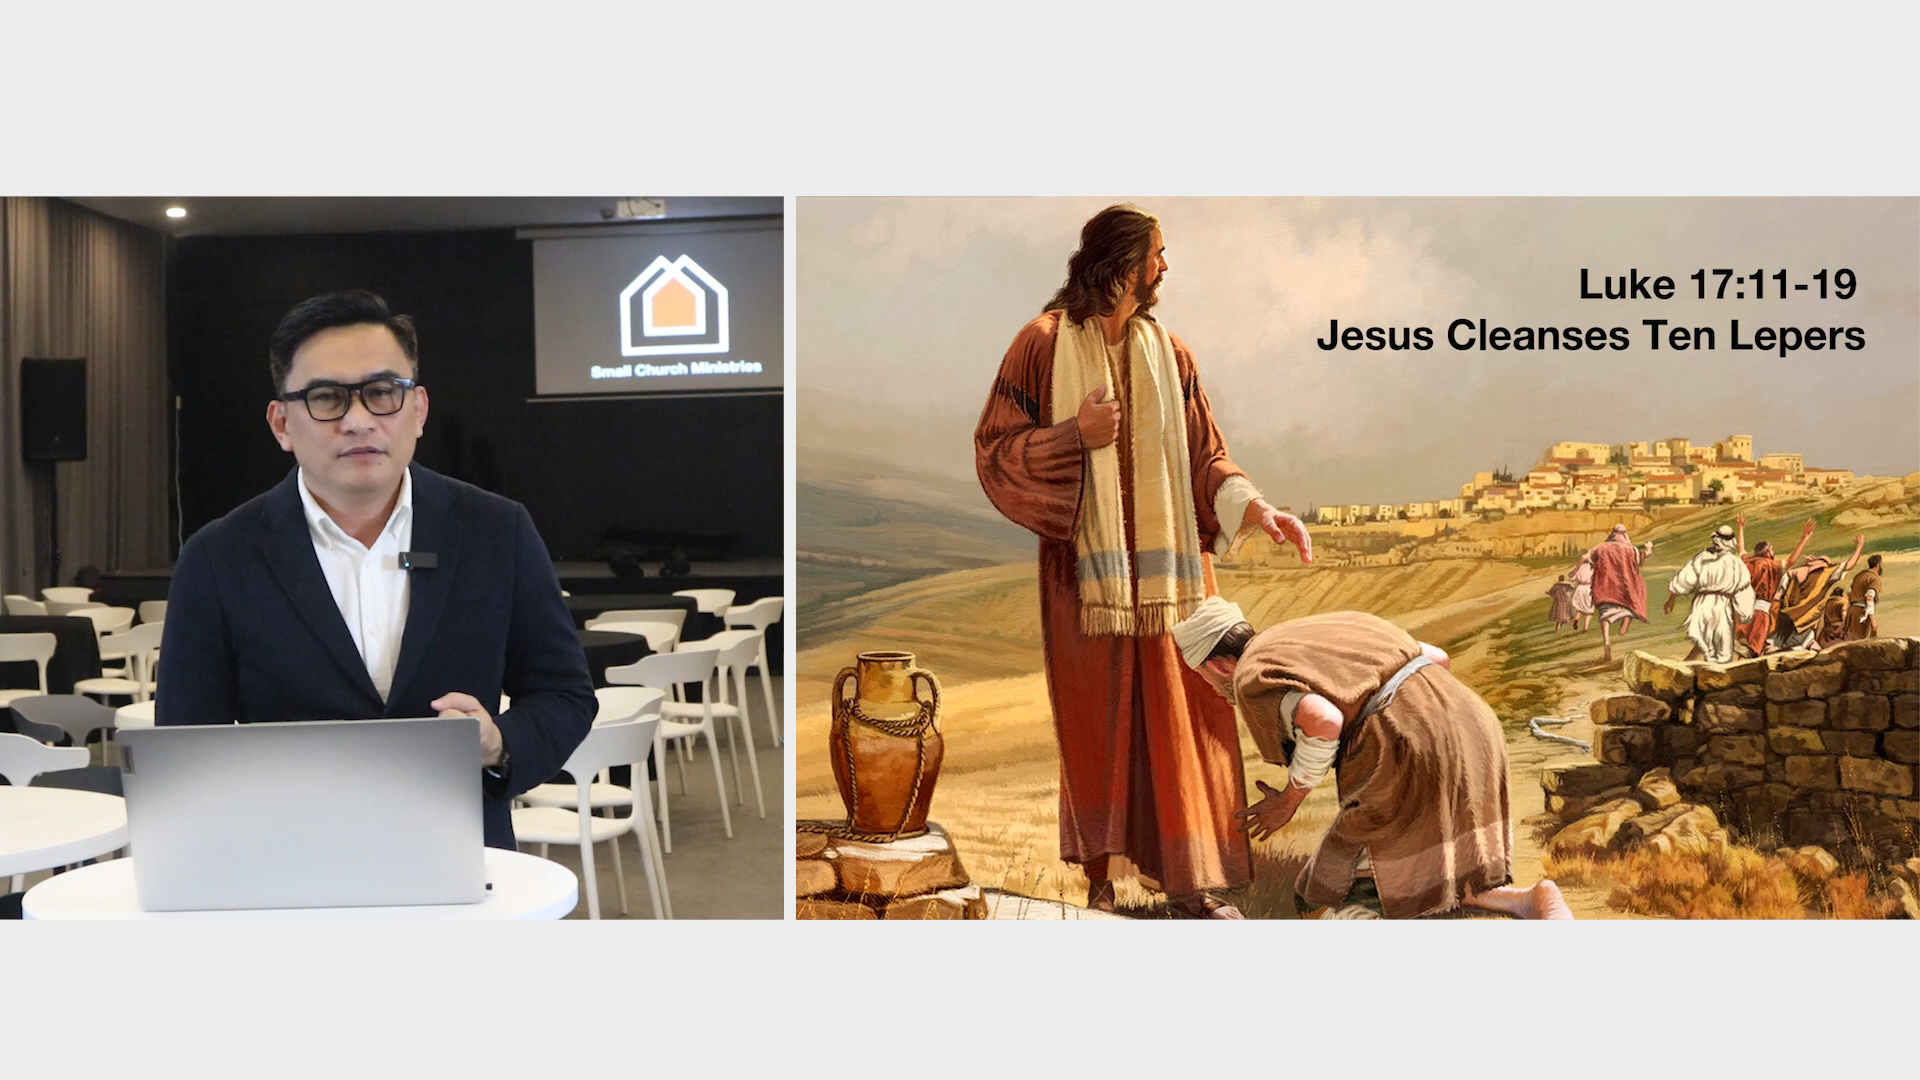 Small Church Ministries
Luke 17:11-19
Jesus Cleanses Ten Lepers